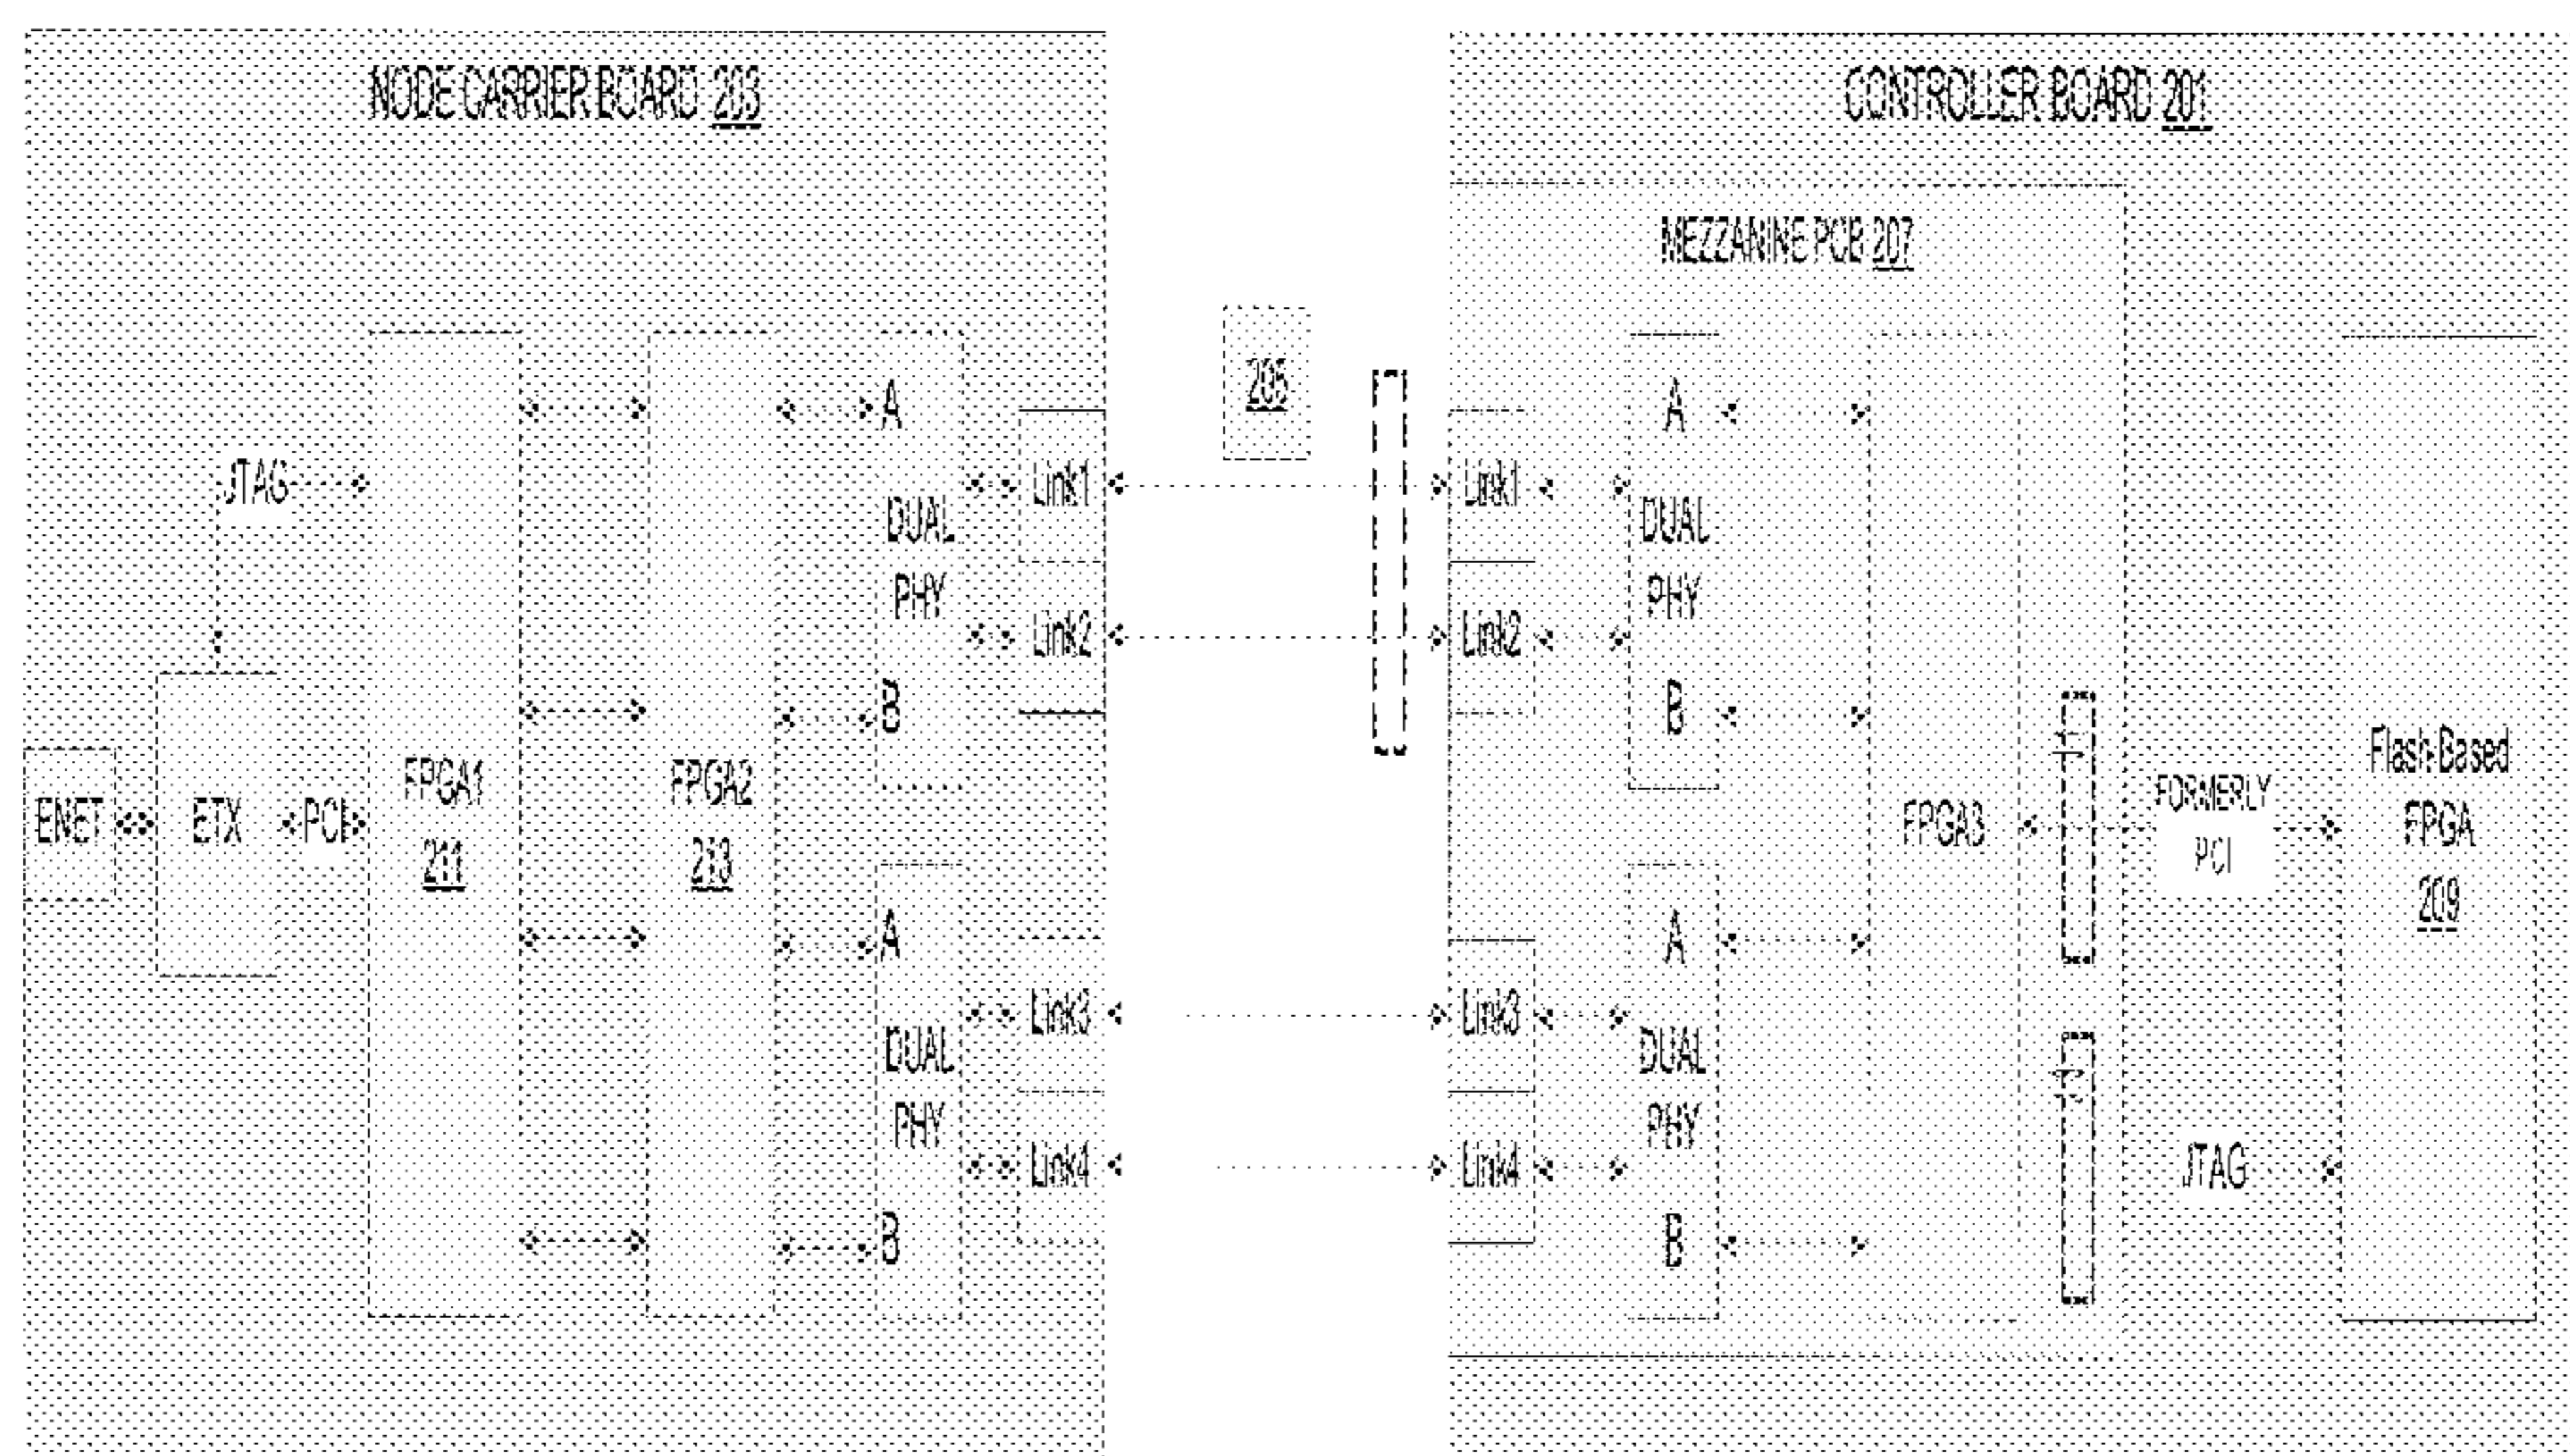 NODE CARRIER BOARD 203
CONTROLLER BOARD 201
MEZZANINE PCB 207
205
JTAG
ENET
ETX
PCI
FPGA1
211
FPGA2
213
A
DUAL
PHY
B
A
DUAL
PHY
B
Link1
Link2
Link3
Link4
Link1
Link2
Link3
Link4
A
DUAL
PHY
B
A
DUAL
PHY
B
FPGA3
FORMERLY
PCI
JTAG
Flash-Based
FPGA
209